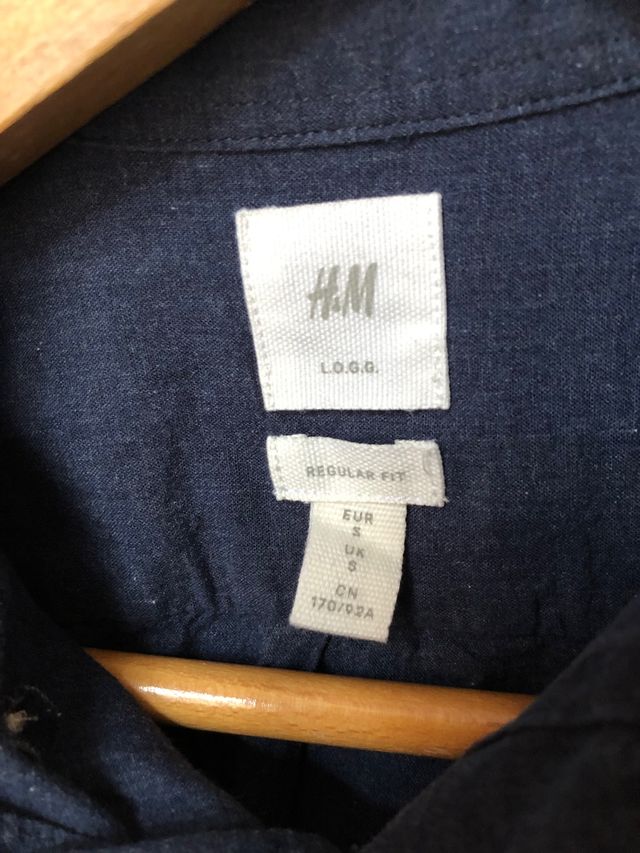 H&M
L.O.G.G.
REGULAR FIT
EUR
S
UK
S
CN
170/92A